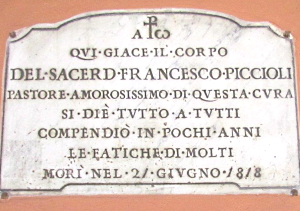 A ⳩ ω
QVI·GIACE·IL·CORPO
DEL·SACERD·FRANCESCO·PICCIOLI
PASTORE·AMOROSISSIMO·DI·QVESTA·CVRA
SI·DIÈ·TVTTO·A·TVTTI
COMPENDIO·IN·POCHI·ANNI
LE·FATICHE·DI·MOLTI
MORÌ·NEL·21·GIVGNO·1818